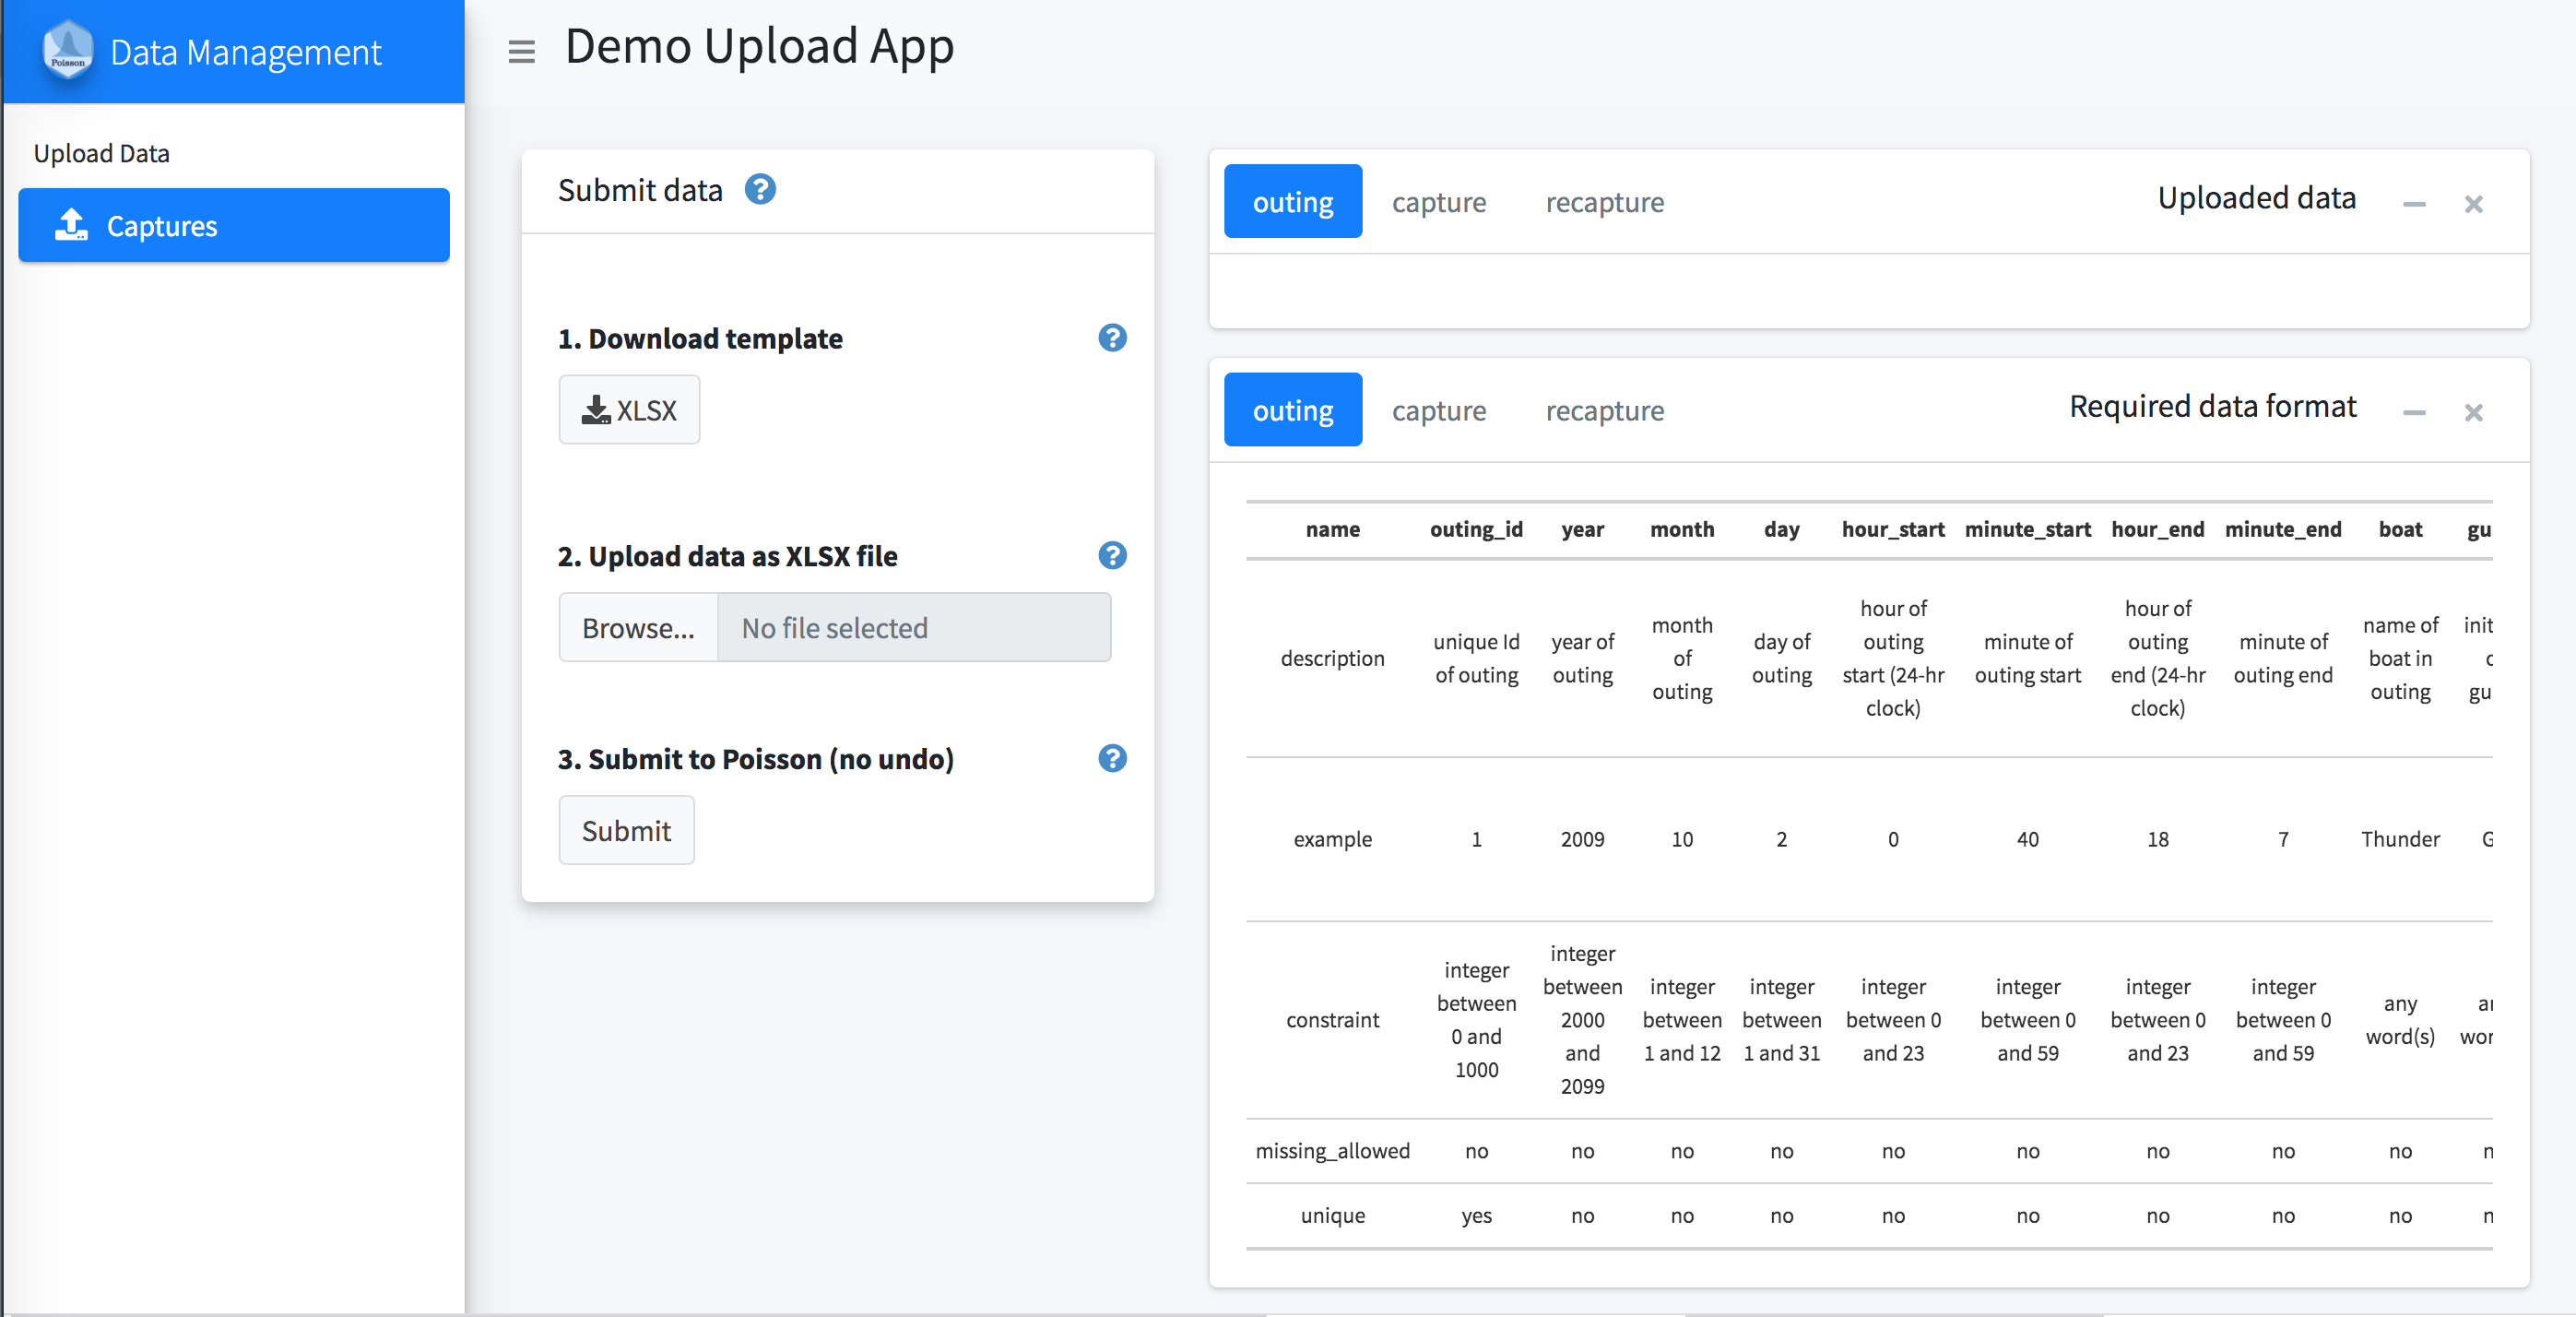 Poisson
Data Management
Demo Upload App
Upload Data
Captures
Submit data
1. Download template
XLSX
2. Upload data as XLSX file
Browse...
No file selected
3. Submit to Poisson (no undo)
Submit
outing capture recapture Uploaded data
outing capture recapture Required data format
name outing_id year month day hour_start minute_start hour_end minute_end boat gu
description
unique Id
of outing
year of
outing
month
of
outing
day of
outing
hour of
outing
start (24-hr
clock)
minute of
outing start
hour of
outing
end (24-hr
clock)
minute of
outing end
name of
boat in
outing
init
gu
example 1 2009 10 2 0 40 18 7 Thunder G
constraint
integer
between
0 and
1000
integer
between
2000
and
2099
integer
between
1 and 12
integer
between
1 and 31
integer
between 0
and 23
integer
between 0
and 59
integer
between 0
and 23
integer
between 0
and 59
any
word(s)
wor
missing_allowed no no no no no no no no no
unique yes no no no no no no no no